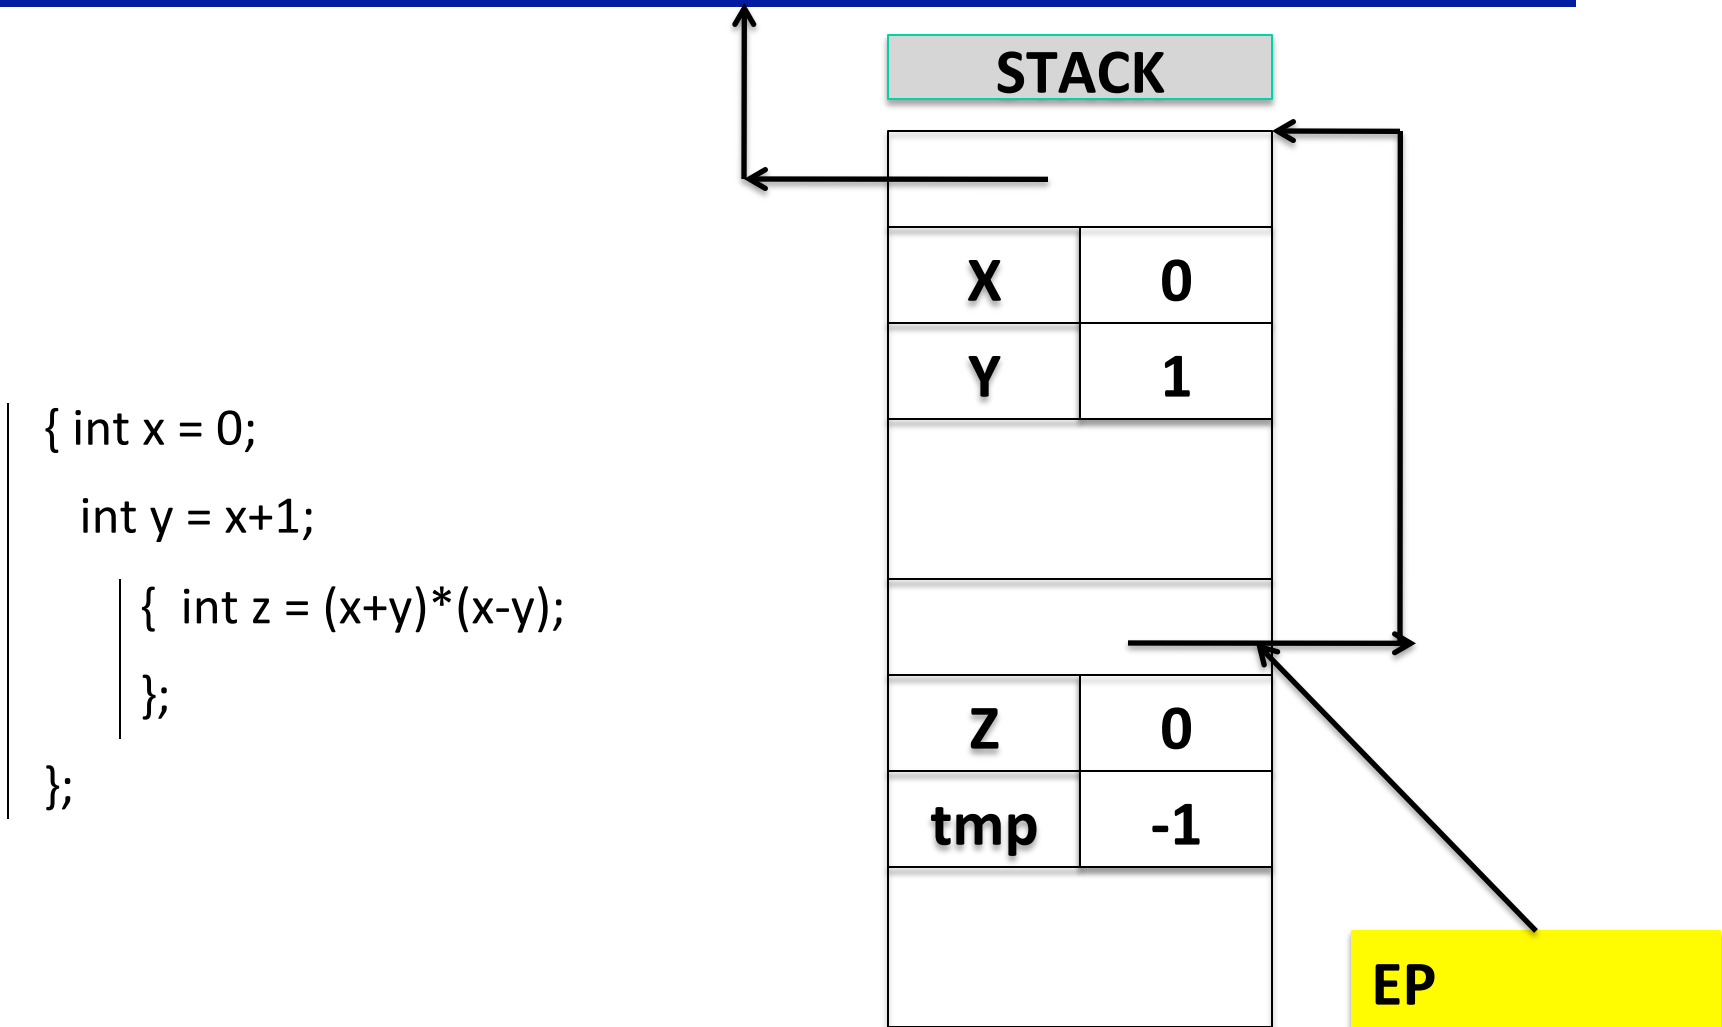 STACK
X 0
Y 1
{ int x = 0;
int y = x+1;
{ int z = (x+y)*(x-y);
};
};
Z 0
tmp -1
EP